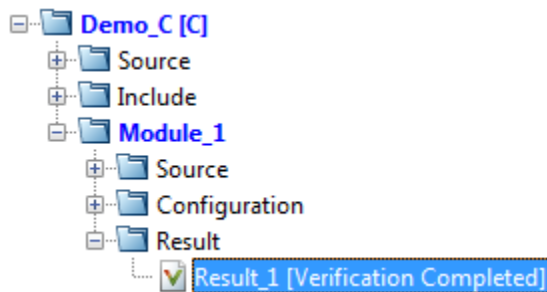 Demo_C [C]
Source
Include
Module_1
Source
Configuration
Result
Result_1 [Verification Completed]